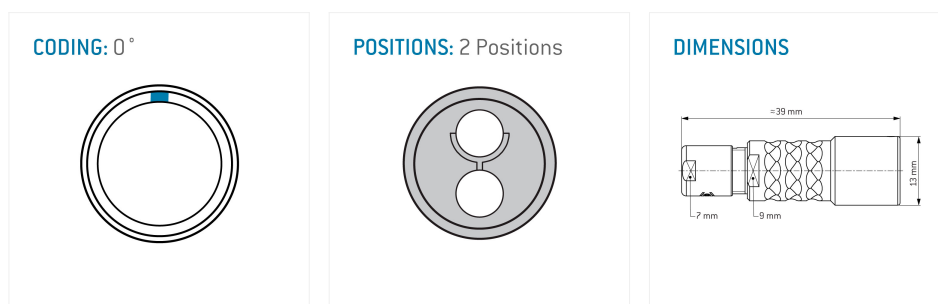 CODING: 0°
POSITIONS: 2 Positions
DIMENSIONS
≈39 mm
13 mm
7 mm
9 mm